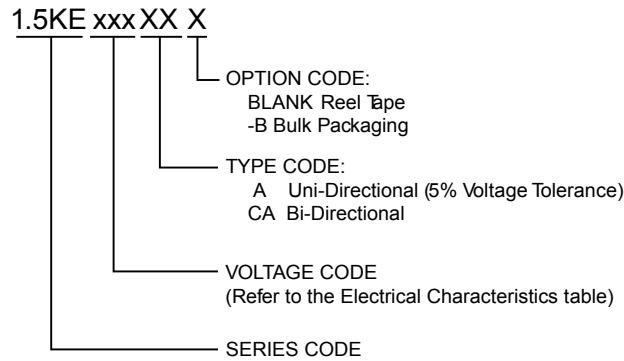 1.5KE xxx XX X
OPTION CODE:
BLANK Reel Tape
-B Bulk Packaging
TYPE CODE:
A Uni-Directional (5% Voltage Tolerance)
CA Bi-Directional
VOLTAGE CODE
(Refer to the Electrical Characteristics table)
SERIES CODE